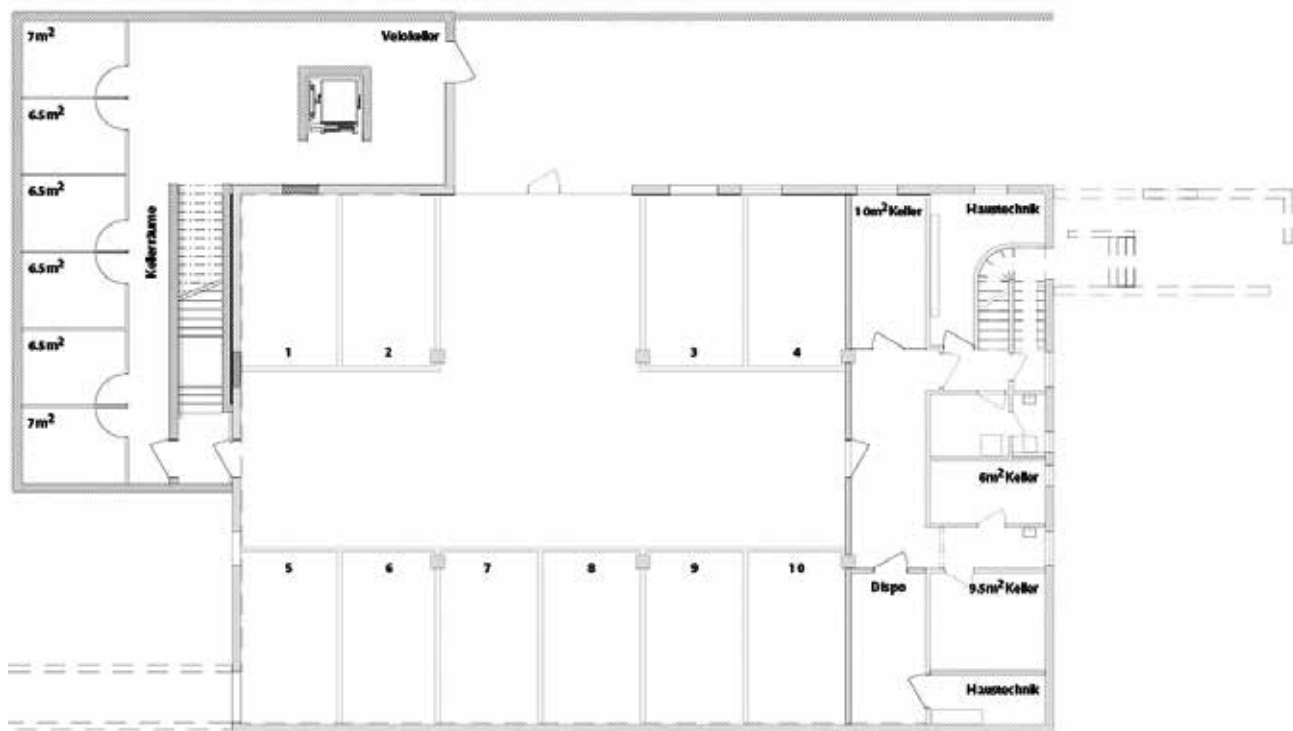 7m²
Velokeller
6.5m²
6.5m²
Kellerräume
10m² Keller
Haustechnik
6.5m²
6.5m²
1
2
3
4
7m²
6m² Keller
5
6
7
8
9
10
Dispo
9.5m² Keller
Haustechnik